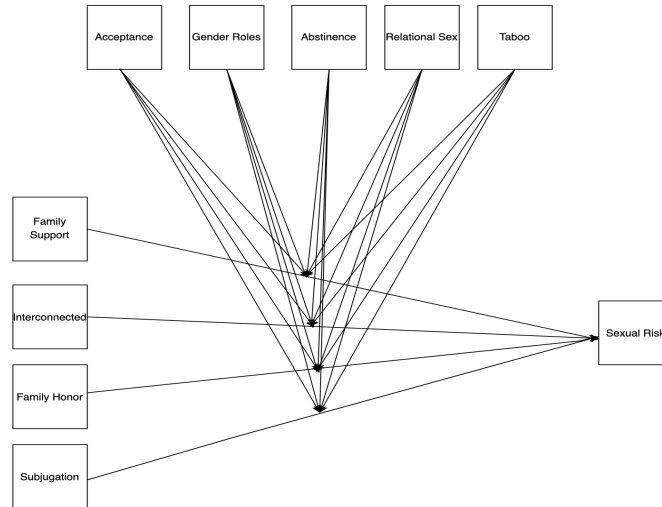 Acceptance
Gender Roles
Abstinence
Relational Sex
Taboo
Family
Support
Interconnected
Family Honor
Subjugation
Sexual Risk